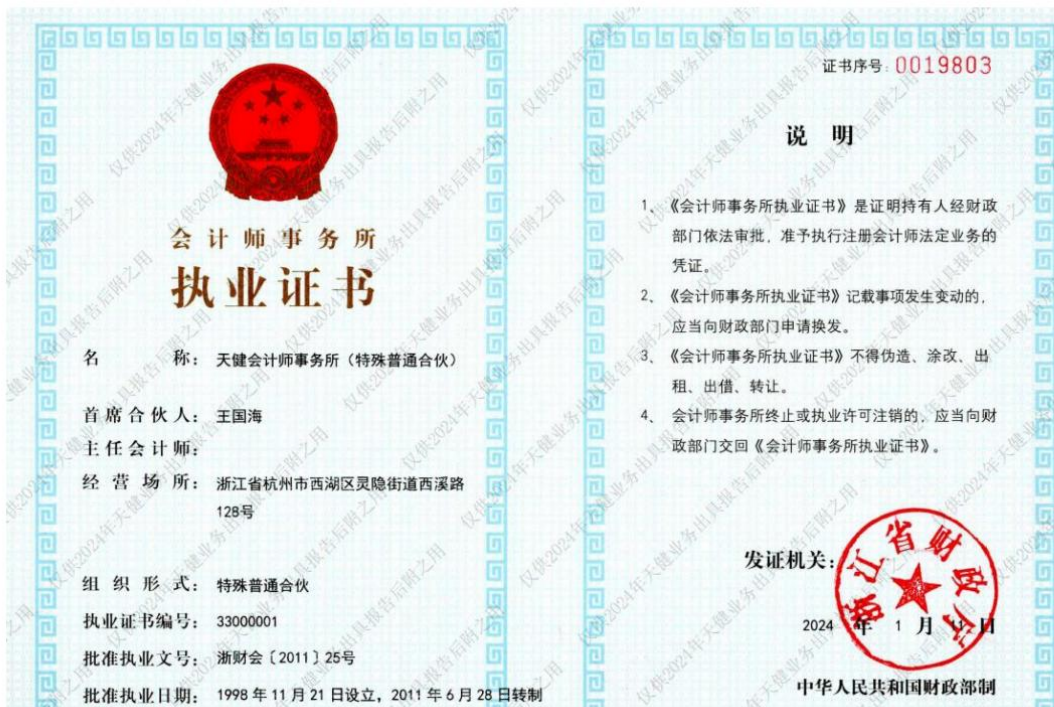 会计师事务所
执业证书
名 称: 天健会计师事务所（特殊普通合伙）
首席合伙人: 王国海
主任会计师:
经营场所: 浙江省杭州市西湖区灵隐街道西溪路
128号
组织形式: 特殊普通合伙
执业证书编号: 33000001
批准执业文号: 浙财会〔2011〕25号
批准执业日期: 1998年11月21日设立，2011年6月28日转制
证书序号: 0019803
说 明
1、《会计师事务所执业证书》是证明持有人经财政
部门依法审批，准予执行注册会计师法定业务的
凭证。
2、《会计师事务所执业证书》记载事项发生变动的，
应当向财政部门申请换发。
3、《会计师事务所执业证书》不得伪造、涂改、出
租、出借、转让。
4、会计师事务所终止或执业许可注销的，应当向财
政部门交回《会计师事务所执业证书》。
发证机关:
浙江省财政厅
2024年1月11日
中华人民共和国财政部制
仅供2024年天健业务出具报告后附之用